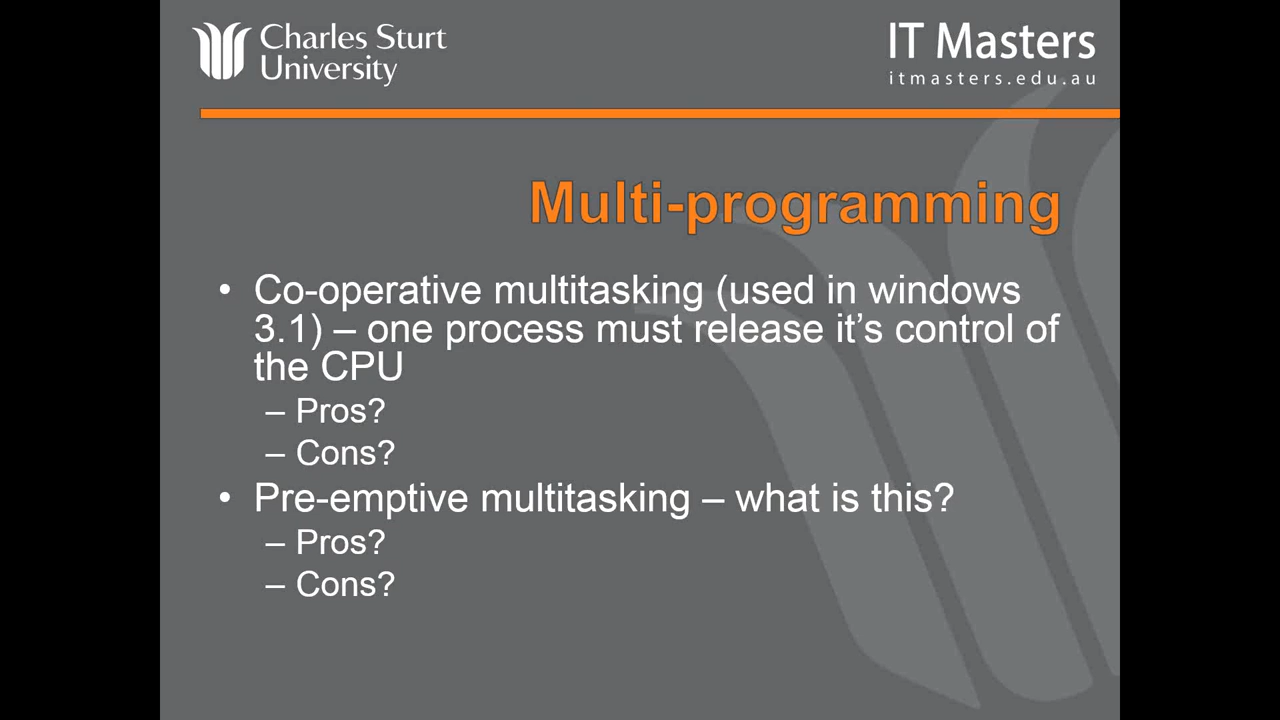 Charles Sturt
University
IT Masters
itmasters.edu.au
Multi-programming
• Co-operative multitasking (used in windows
3.1) – one process must release it’s control of
the CPU
– Pros?
– Cons?
• Pre-emptive multitasking – what is this?
– Pros?
– Cons?